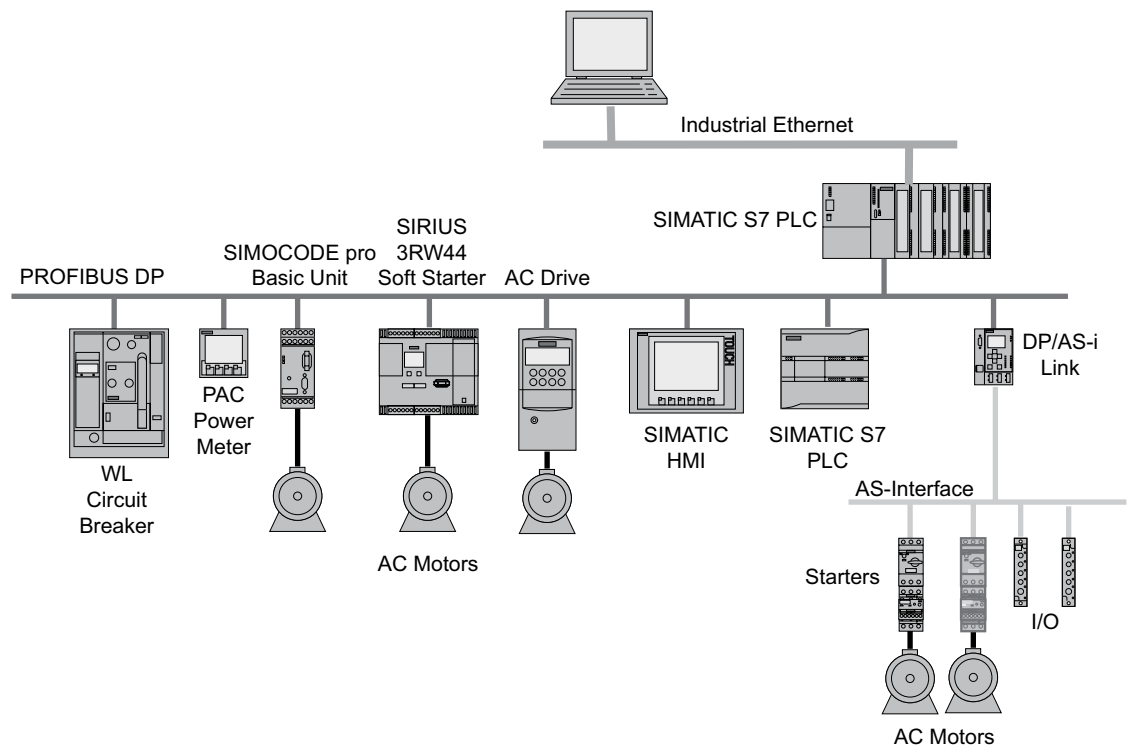 Industrial Ethernet
SIMATIC S7 PLC
PROFIBUS DP
SIMOCODE pro
Basic Unit
SIRIUS
3RW44
Soft Starter
AC Drive
DP/AS-i
Link
TOUCH
PAC
Power
Meter
WL
Circuit
Breaker
SIMATIC
HMI
SIMATIC S7
PLC
AS-Interface
AC Motors
Starters
I/O
AC Motors